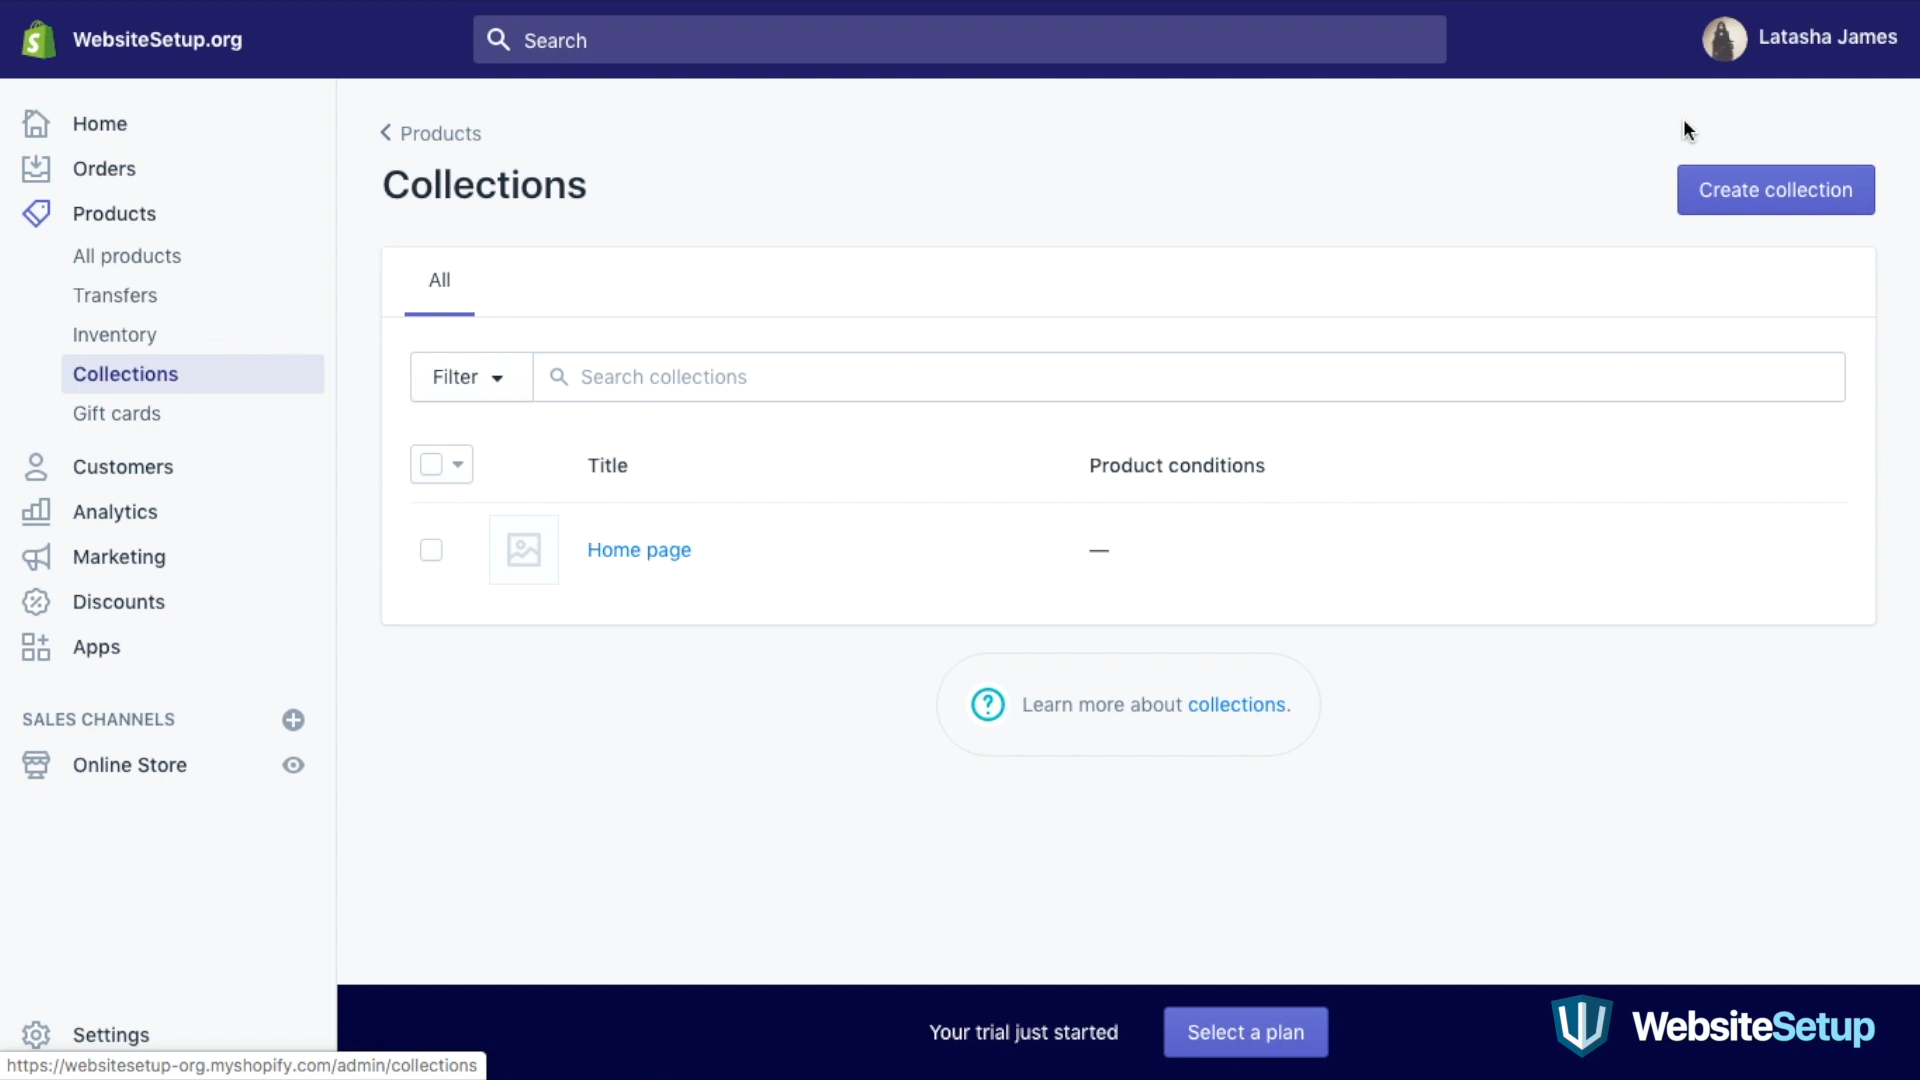 WebsiteSetup.org
Search
Latasha James
Home
Orders
Products
All products
Transfers
Inventory
Collections
Gift cards
Customers
Analytics
Marketing
Discounts
Apps
SALES CHANNELS
Online Store
Settings
https://websitesetup-org.myshopify.com/admin/collections
Products
Collections
Create collection
All
Filter
Search collections
Title
Product conditions
Home page
—
Learn more about collections.
Your trial just started
Select a plan
WebsiteSetup